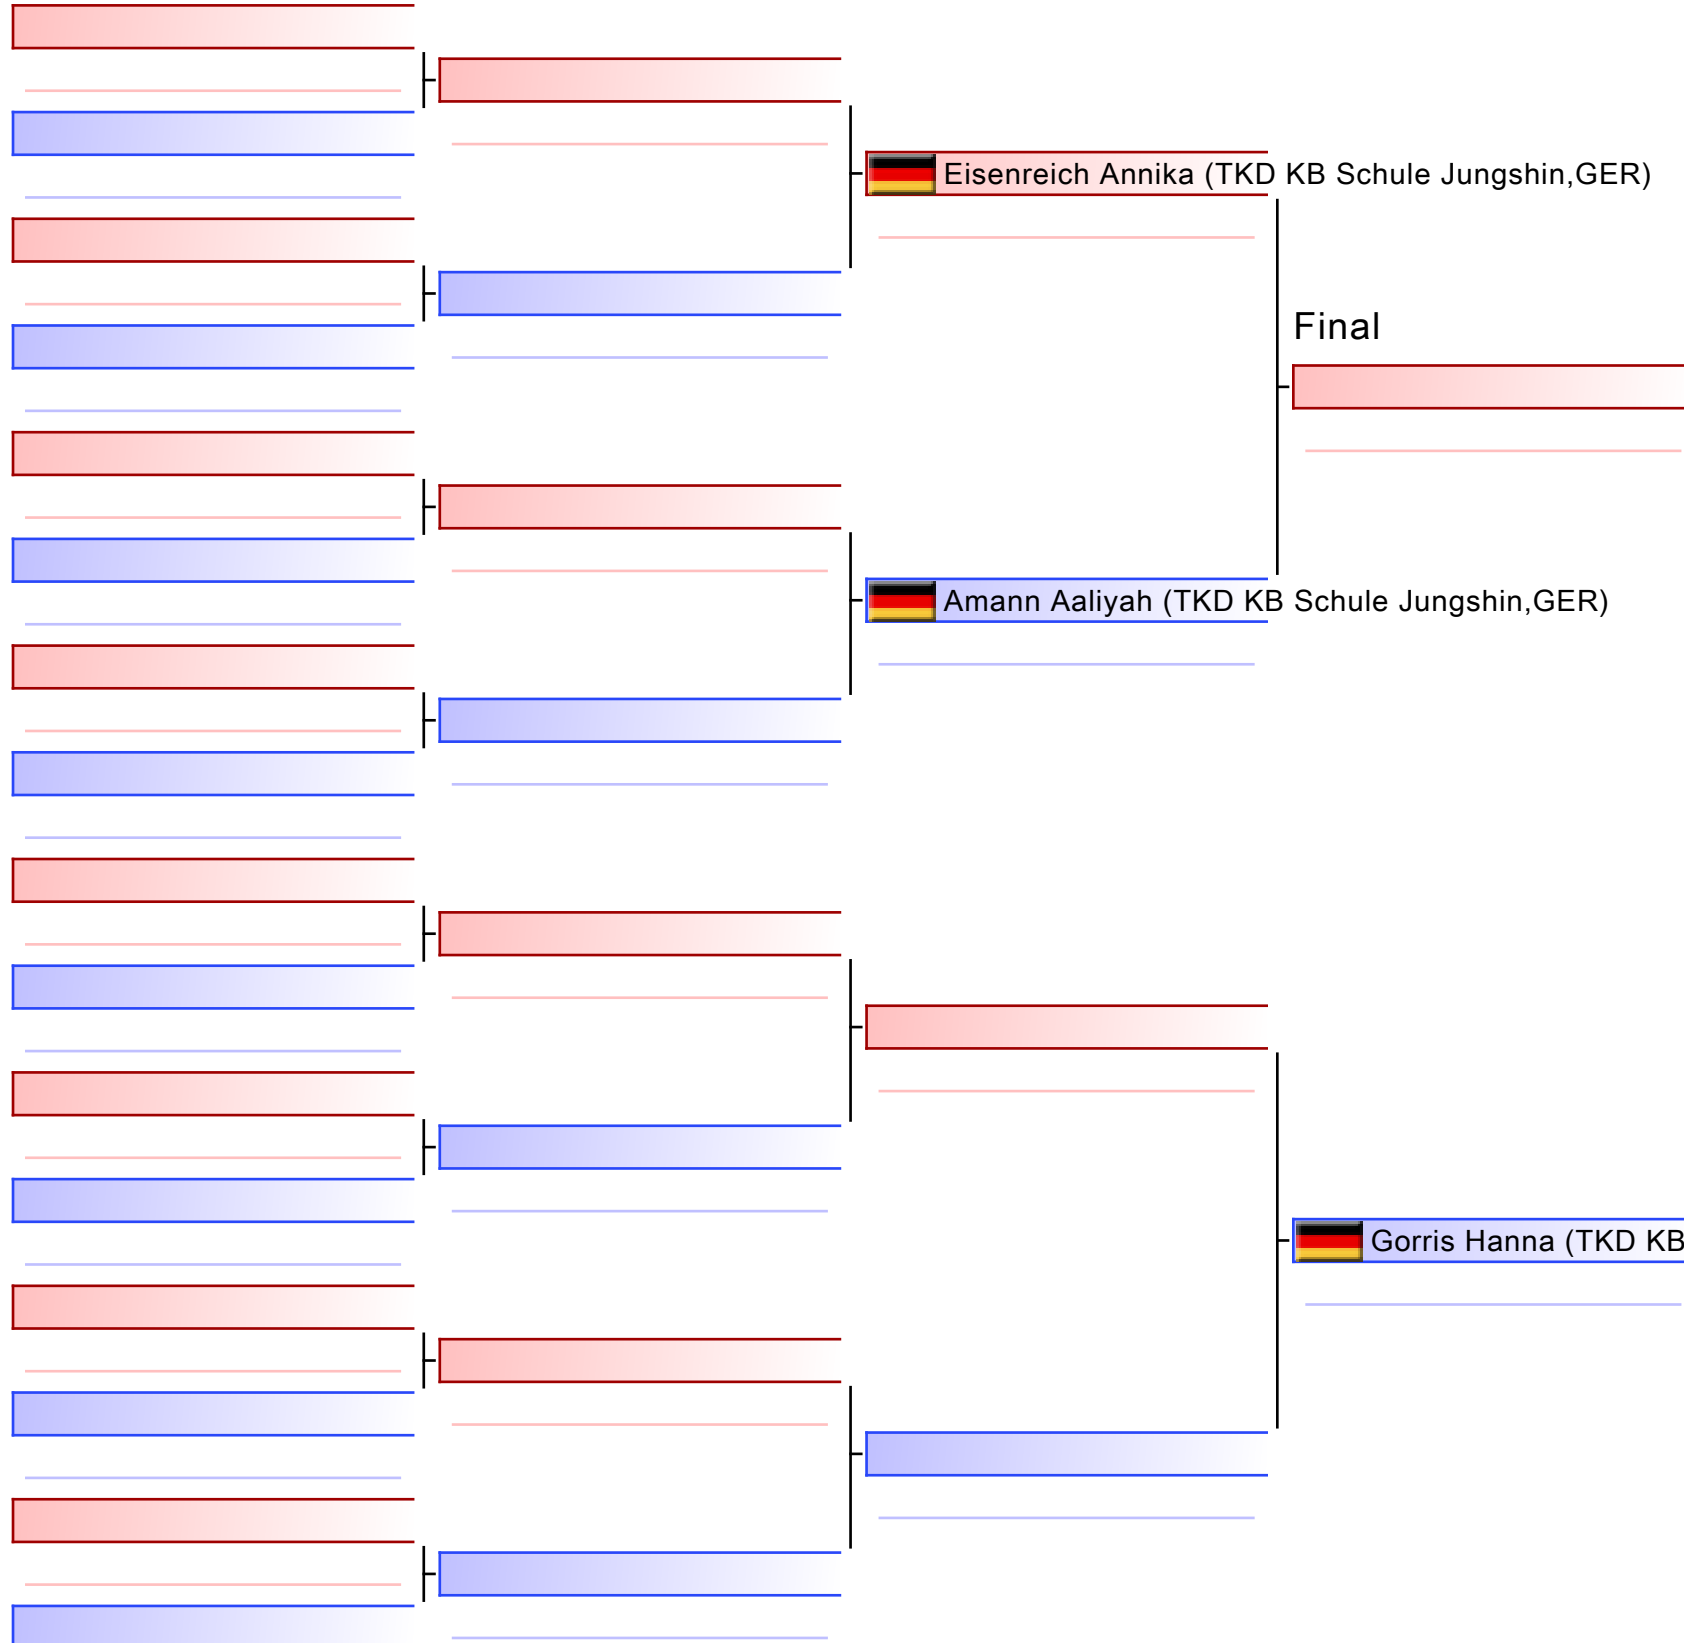 Eisenreich Annika (TKD KB Schule Jungshin,GER)
Final
Amann Aaliyah (TKD KB Schule Jungshin,GER)
Gorris Hanna (TKD KB